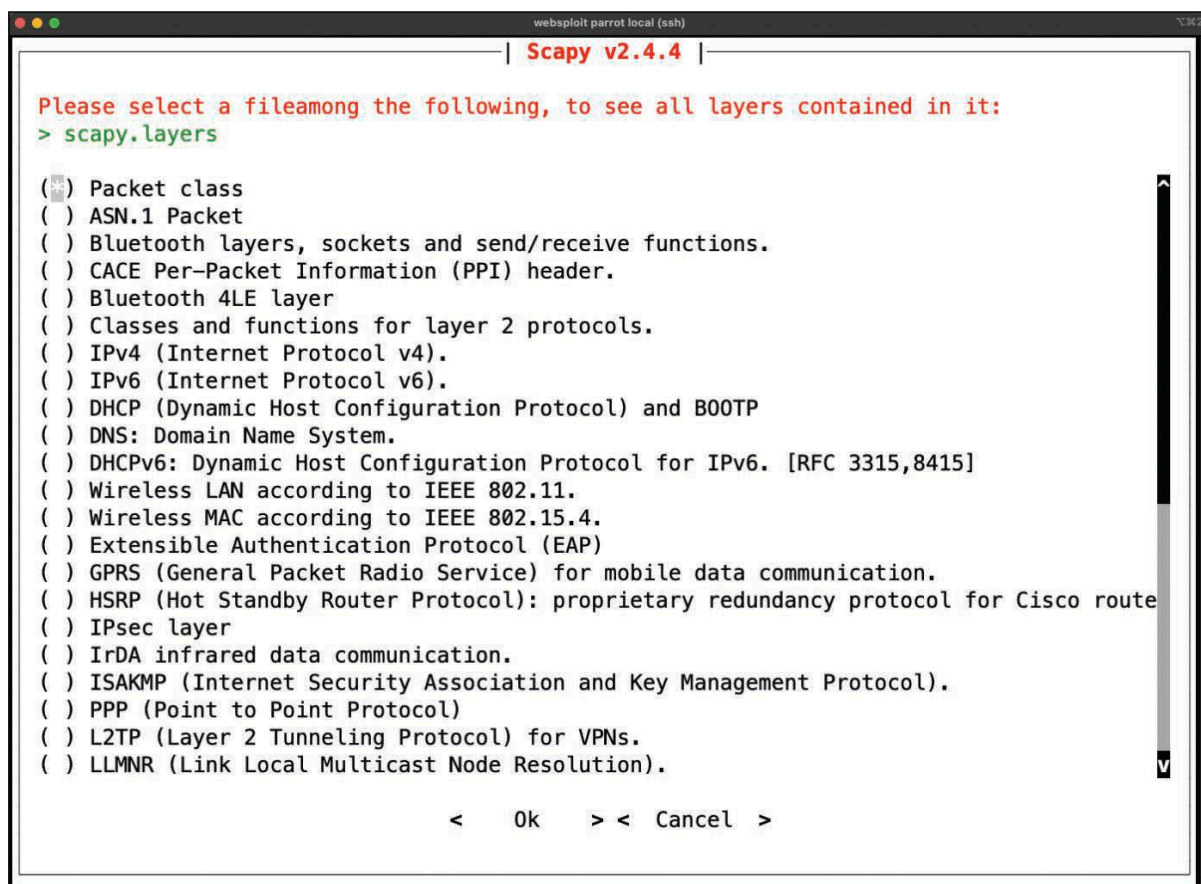 websploit parrot local (ssh)
| Scapy v2.4.4 |
Please select a fileamong the following, to see all layers contained in it:
> scapy.layers
(*) Packet class
( ) ASN.1 Packet
( ) Bluetooth layers, sockets and send/receive functions.
( ) CACE Per-Packet Information (PPI) header.
( ) Bluetooth 4LE layer
( ) Classes and functions for layer 2 protocols.
( ) IPv4 (Internet Protocol v4).
( ) IPv6 (Internet Protocol v6).
( ) DHCP (Dynamic Host Configuration Protocol) and BOOTP
( ) DNS: Domain Name System.
( ) DHCPv6: Dynamic Host Configuration Protocol for IPv6. [RFC 3315,8415]
( ) Wireless LAN according to IEEE 802.11.
( ) Wireless MAC according to IEEE 802.15.4.
( ) Extensible Authentication Protocol (EAP)
( ) GPRS (General Packet Radio Service) for mobile data communication.
( ) HSRP (Hot Standby Router Protocol): proprietary redundancy protocol for Cisco route
( ) IPsec layer
( ) IrDA infrared data communication.
( ) ISAKMP (Internet Security Association and Key Management Protocol).
( ) PPP (Point to Point Protocol)
( ) L2TP (Layer 2 Tunneling Protocol) for VPNs.
( ) LLMNR (Link Local Multicast Node Resolution).
< Ok > < Cancel >